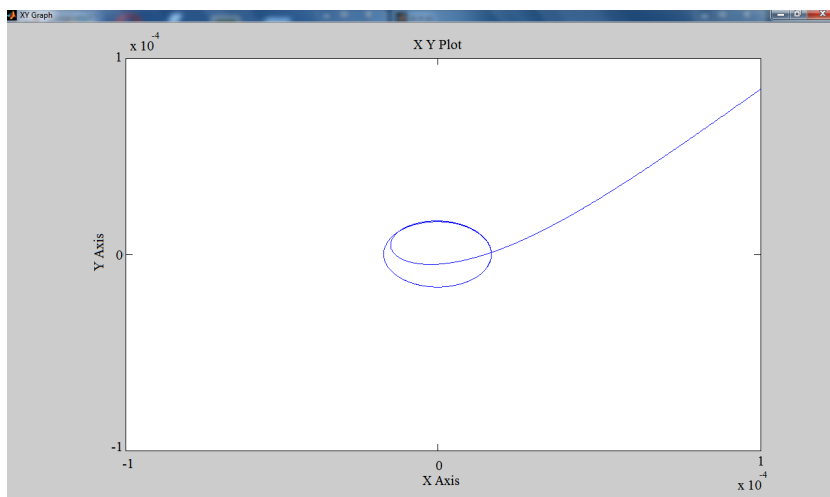 XY Graph
X Y Plot
x 10^-4
1
0
-1
Y Axis
-1
0
1
X Axis
x 10^-4